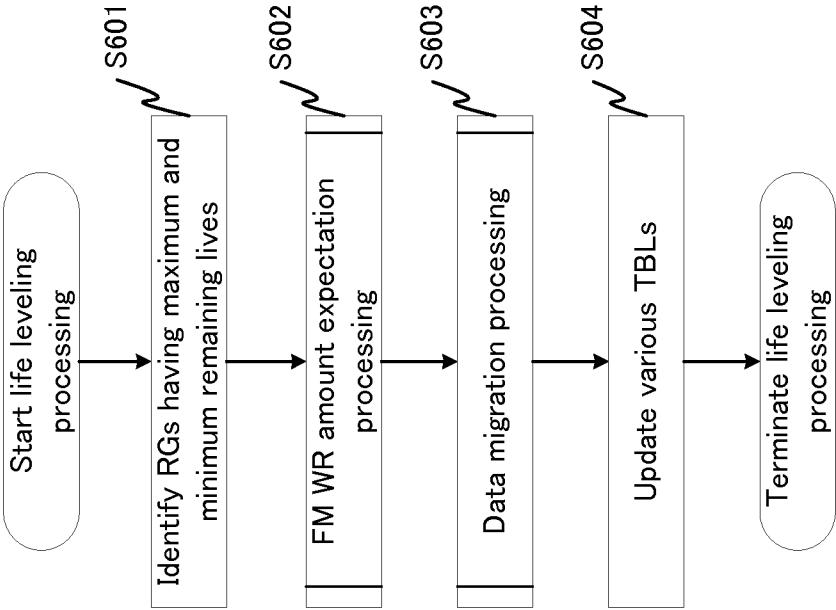 Start life leveling
processing
S601
Identify RGs having maximum and
minimum remaining lives
S602
FM WR amount expectation
processing
S603
Data migration processing
S604
Update various TBLs
Terminate life leveling
processing